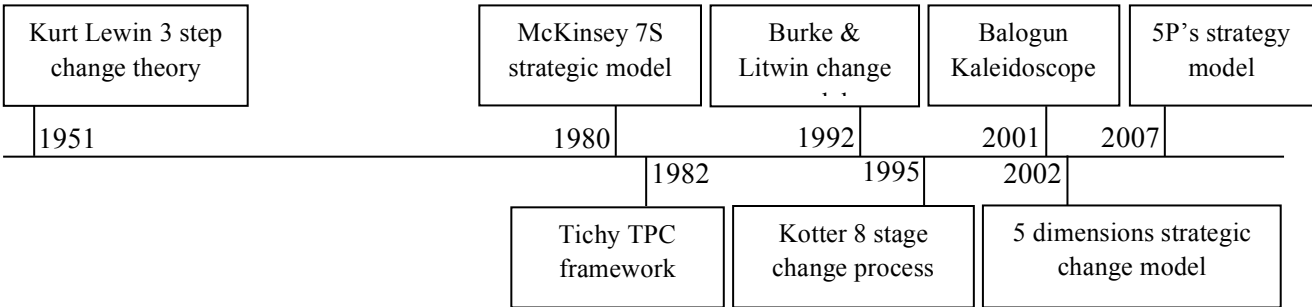 Kurt Lewin 3 step
change theory
McKinsey 7S
strategic model
Burke &
Litwin change
Balogun
Kaleidoscope
5P's strategy
model
1951
1980
1992
2001
2007
1982
1995
2002
Tichy TPC
framework
Kotter 8 stage
change process
5 dimensions strategic
change model